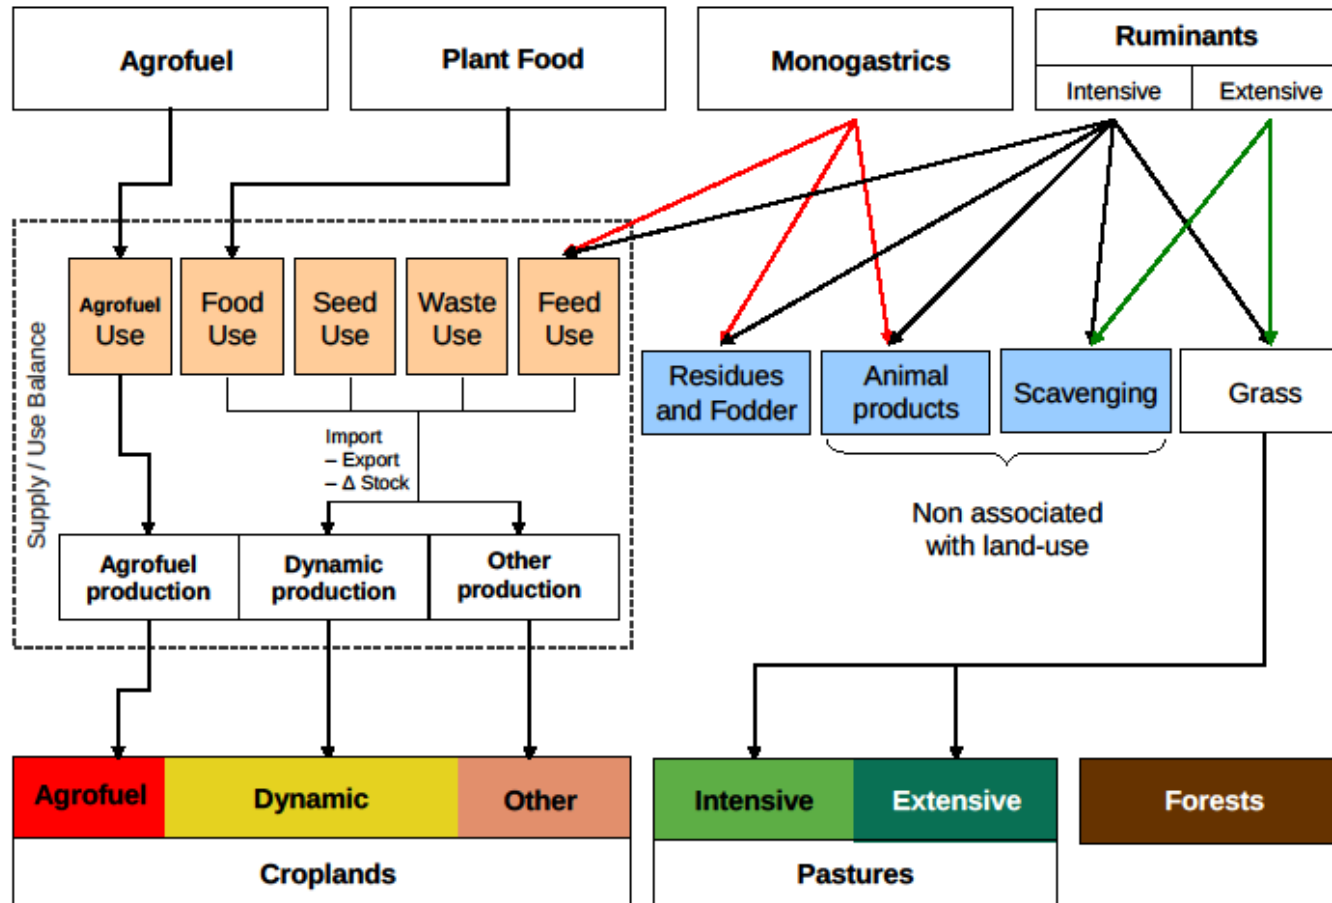 Agrofuel
Plant Food
Monogastrics
Ruminants
Intensive
Extensive
Supply / Use Balance
Agrofuel
Use
Food
Use
Seed
Use
Waste
Use
Feed
Use
Residues
and Fodder
Animal
products
Scavenging
Grass
Import
– Export
– Δ Stock
Non associated
with land-use
Agrofuel
production
Dynamic
production
Other
production
Agrofuel
Dynamic
Other
Croplands
Intensive
Extensive
Pastures
Forests